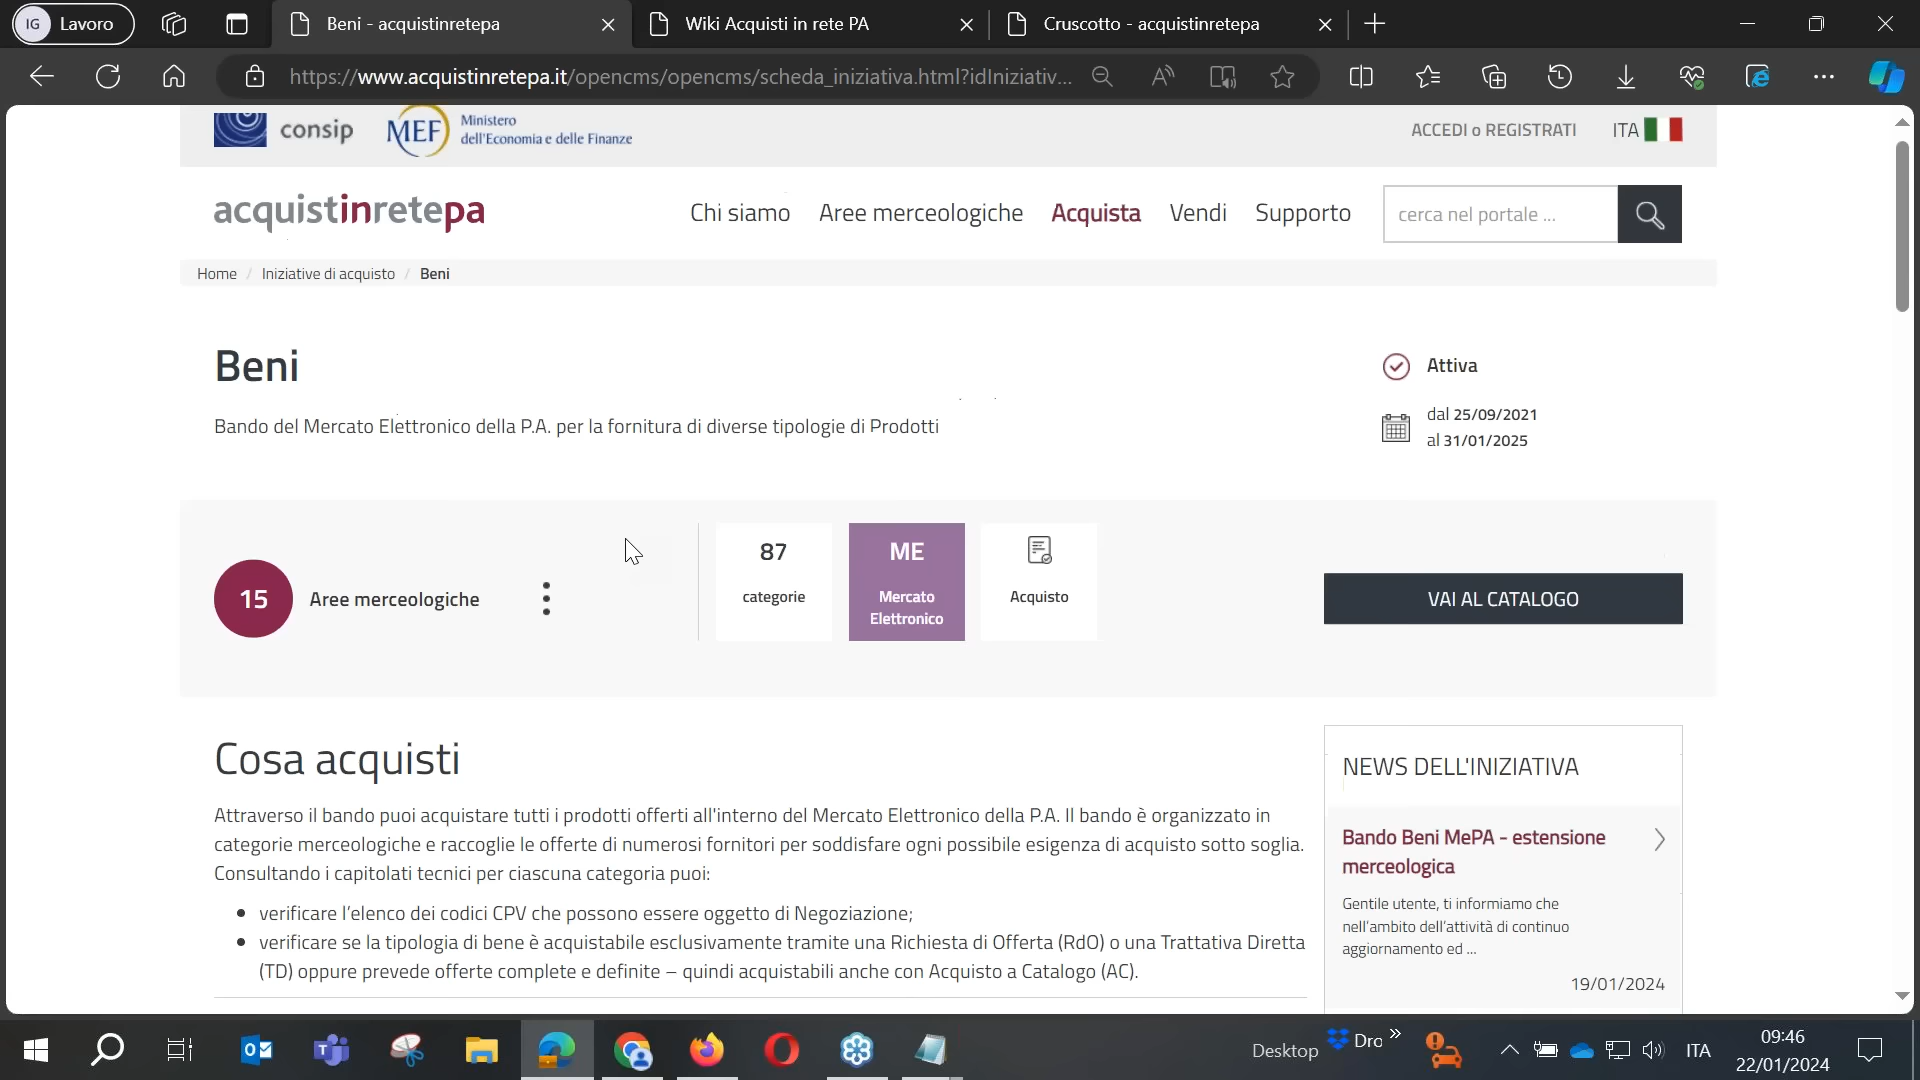 IG Lavoro
Beni - acquistinretepa
Wiki Acquisti in rete PA
Cruscotto - acquistinretepa
https://www.acquistinretepa.it/opencms/opencms/scheda_iniziativa.html?idIniziativ...
consip
MEF
Ministero
dell'Economia e delle Finanze
ACCEDI o REGISTRATI
ITA
acquistinretepa
Chi siamo
Aree merceologiche
Acquista
Vendi
Supporto
cerca nel portale ...
Home / Iniziative di acquisto / Beni
Beni
Attiva
Bando del Mercato Elettronico della P.A. per la fornitura di diverse tipologie di Prodotti
dal 25/09/2021
al 31/01/2025
15
Aree merceologiche
87
categorie
ME
Mercato
Elettronico
Acquisto
VAI AL CATALOGO
Cosa acquisti
Attraverso il bando puoi acquistare tutti i prodotti offerti all'interno del Mercato Elettronico della P.A. Il bando è organizzato in
categorie merceologiche e raccoglie le offerte di numerosi fornitori per soddisfare ogni possibile esigenza di acquisto sotto soglia.
Consultando i capitolati tecnici per ciascuna categoria puoi:
• verificare l'elenco dei codici CPV che possono essere oggetto di Negoziazione;
• verificare se la tipologia di bene è acquistabile esclusivamente tramite una Richiesta di Offerta (RdO) o una Trattativa Diretta
(TD) oppure prevede offerte complete e definite – quindi acquistabili anche con Acquisto a Catalogo (AC).
NEWS DELL'INIZIATIVA
Bando Beni MePA - estensione
merceologica
Gentile utente, ti informiamo che
nell'ambito dell'attività di continuo
aggiornamento ed ...
19/01/2024
Desktop
Dro
ITA
09:46
22/01/2024